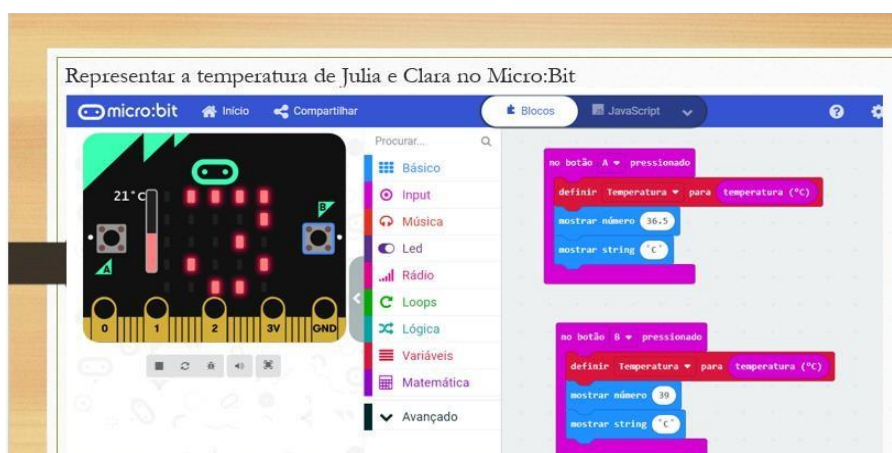 Representar a temperatura de Julia e Clara no Micro:Bit
micro:bit Início Compartilhar Blocos JavaScript ?
21°C
B
A
0 1 2 3V GND
Procurar...
Básico
Input
Música
Led
Rádio
Loops
Lógica
Variáveis
Matemática
Avançado
no botão A pressionado
definir Temperatura para temperatura (°C)
mostrar número 36.5
mostrar string "°C"
no botão B pressionado
definir Temperatura para temperatura (°C)
mostrar número 39
mostrar string "°C"